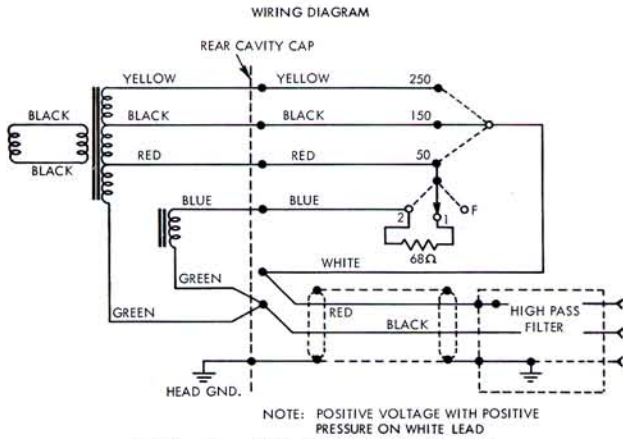 WIRING DIAGRAM
REAR CAVITY CAP
YELLOW YELLOW 250
BLACK BLACK BLACK 150
BLACK
RED RED 50
BLUE BLUE 2 1 F
68Ω
WHITE
GREEN
GREEN
RED HIGH PASS
BLACK FILTER
HEAD GND.
NOTE: POSITIVE VOLTAGE WITH POSITIVE
PRESSURE ON WHITE LEAD